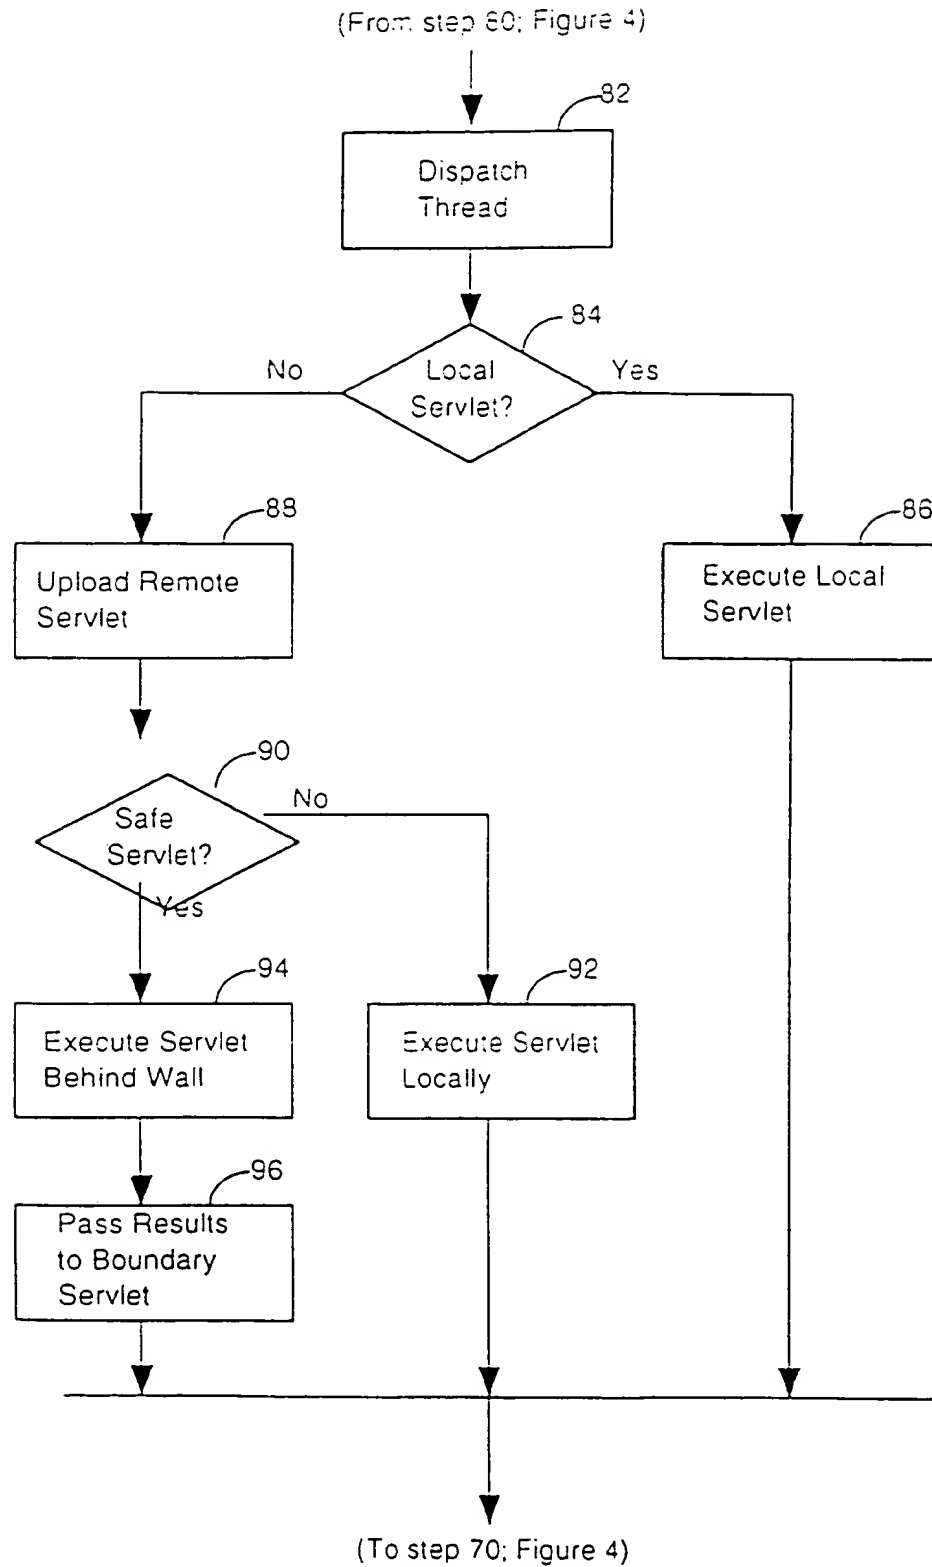 (From step 80; Figure 4)
82
Dispatch
Thread
84
No
Local
Servlet?
Yes
88
86
Upload Remote
Servlet
Execute Local
Servlet
90
No
Safe
Servlet?
Yes
94
92
Execute Servlet
Behind Wall
Execute Servlet
Locally
96
Pass Results
to Boundary
Servlet
(To step 70; Figure 4)